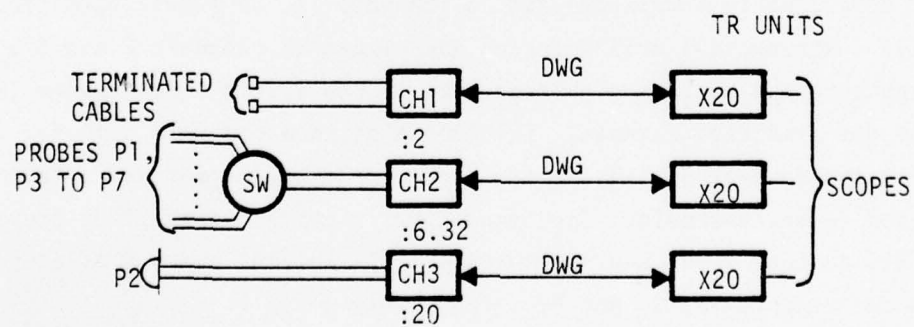 TR UNITS
TERMINATED
CABLES
CH1
DWG
X20
:2
PROBES P1,
P3 TO P7
SW
CH2
DWG
X20
SCOPES
:6.32
P2
CH3
DWG
X20
:20